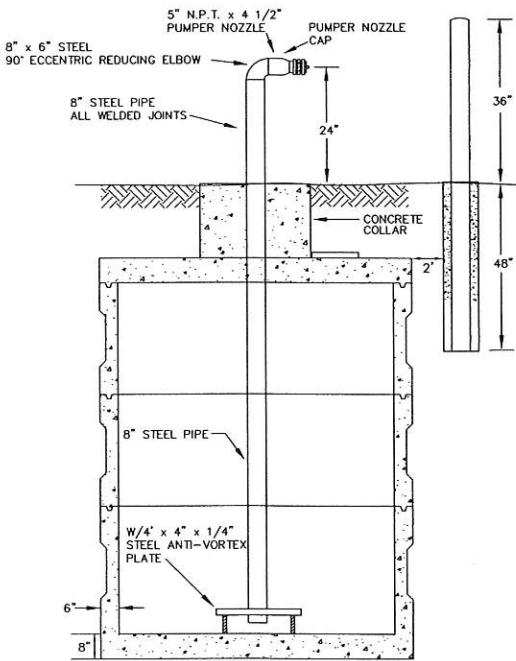 5" N.P.T. x 4 1/2"
PUMPER NOZZLE
PUMPER NOZZLE
CAP
8" x 6" STEEL
90° ECCENTRIC REDUCING ELBOW
8" STEEL PIPE
ALL WELDED JOINTS
24"
36"
CONCRETE
COLLAR
2'
48"
8" STEEL PIPE
W/4' x 4" x 1/4"
STEEL ANTI-VORTEX
PLATE
6"
8"